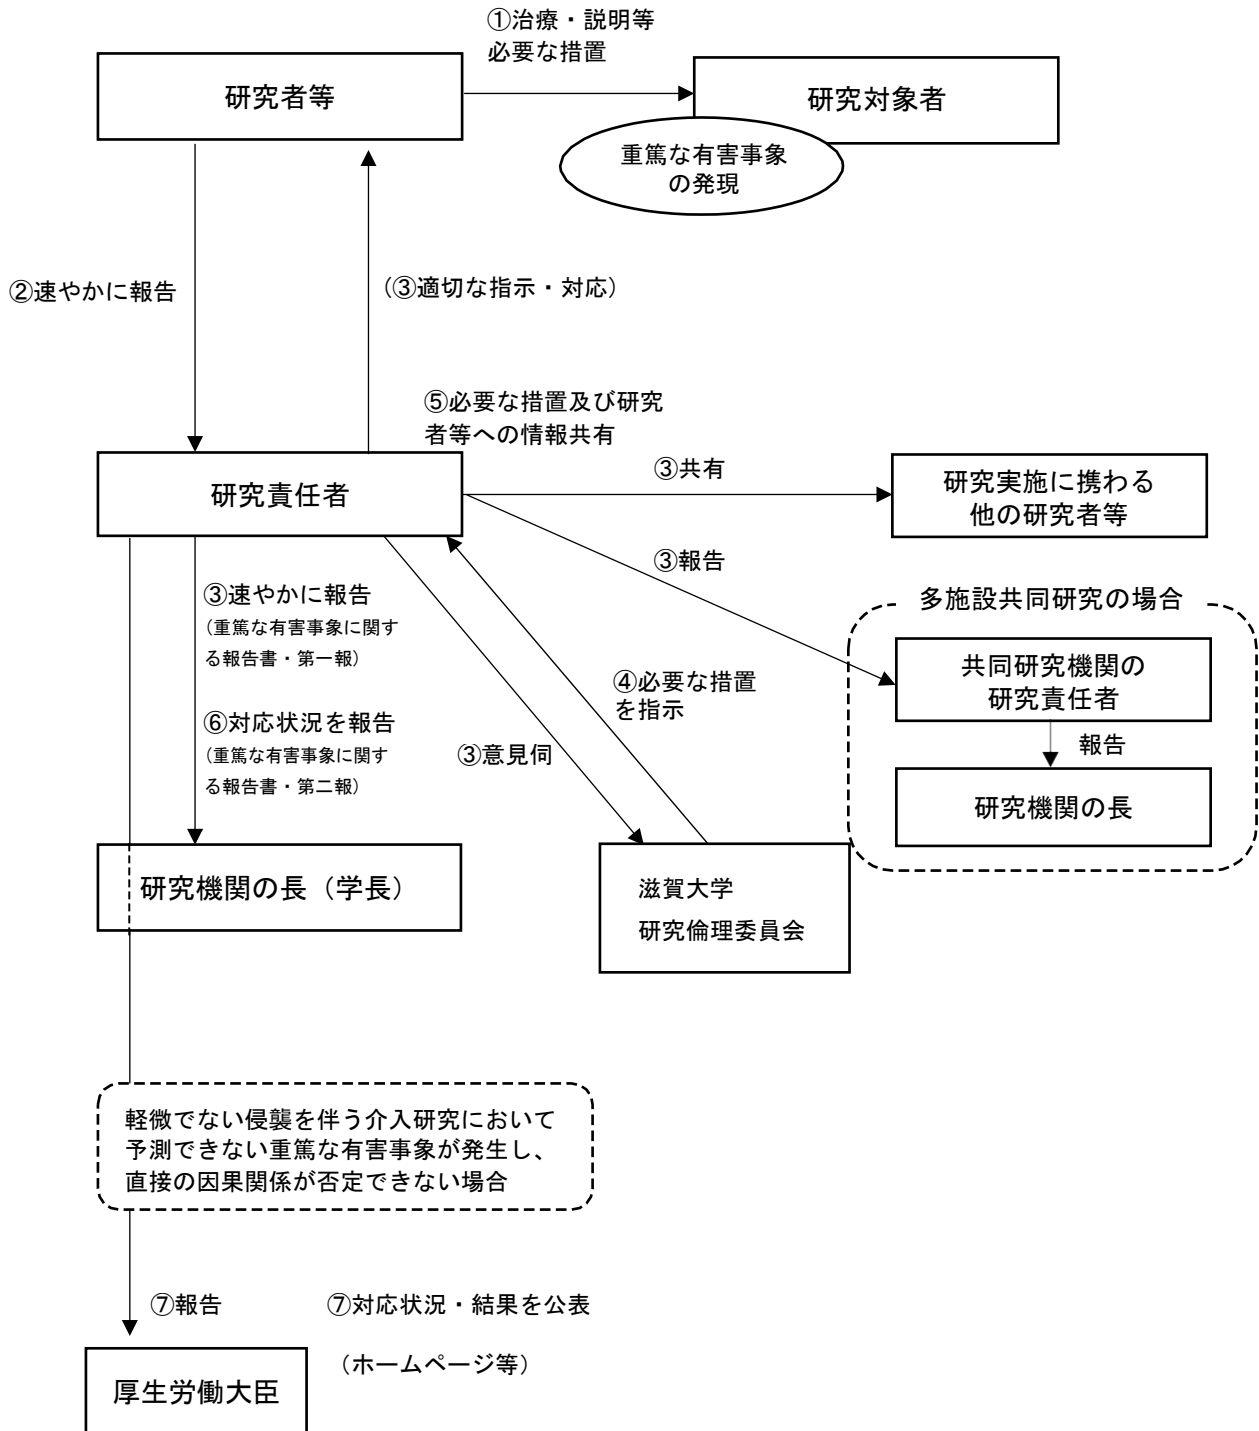 ①治療・説明等
必要な措置
研究者等
研究対象者
重篤な有害事象
の発現
②速やかに報告
（③適切な指示・対応）
⑤必要な措置及び研究
者等への情報共有
研究責任者
③共有
研究実施に携わる
他の研究者等
③報告
③速やかに報告
（重篤な有害事象に関す
る報告書・第一報）
多施設共同研究の場合
共同研究機関の
研究責任者
報告
研究機関の長
④必要な措置
を指示
⑥対応状況を報告
（重篤な有害事象に関す
る報告書・第二報）
③意見伺
研究機関の長（学長）
滋賀大学
研究倫理委員会
軽微でない侵襲を伴う介入研究において
予測できない重篤な有害事象が発生し、
直接の因果関係が否定できない場合
⑦報告
⑦対応状況・結果を公表
（ホームページ等）
厚生労働大臣